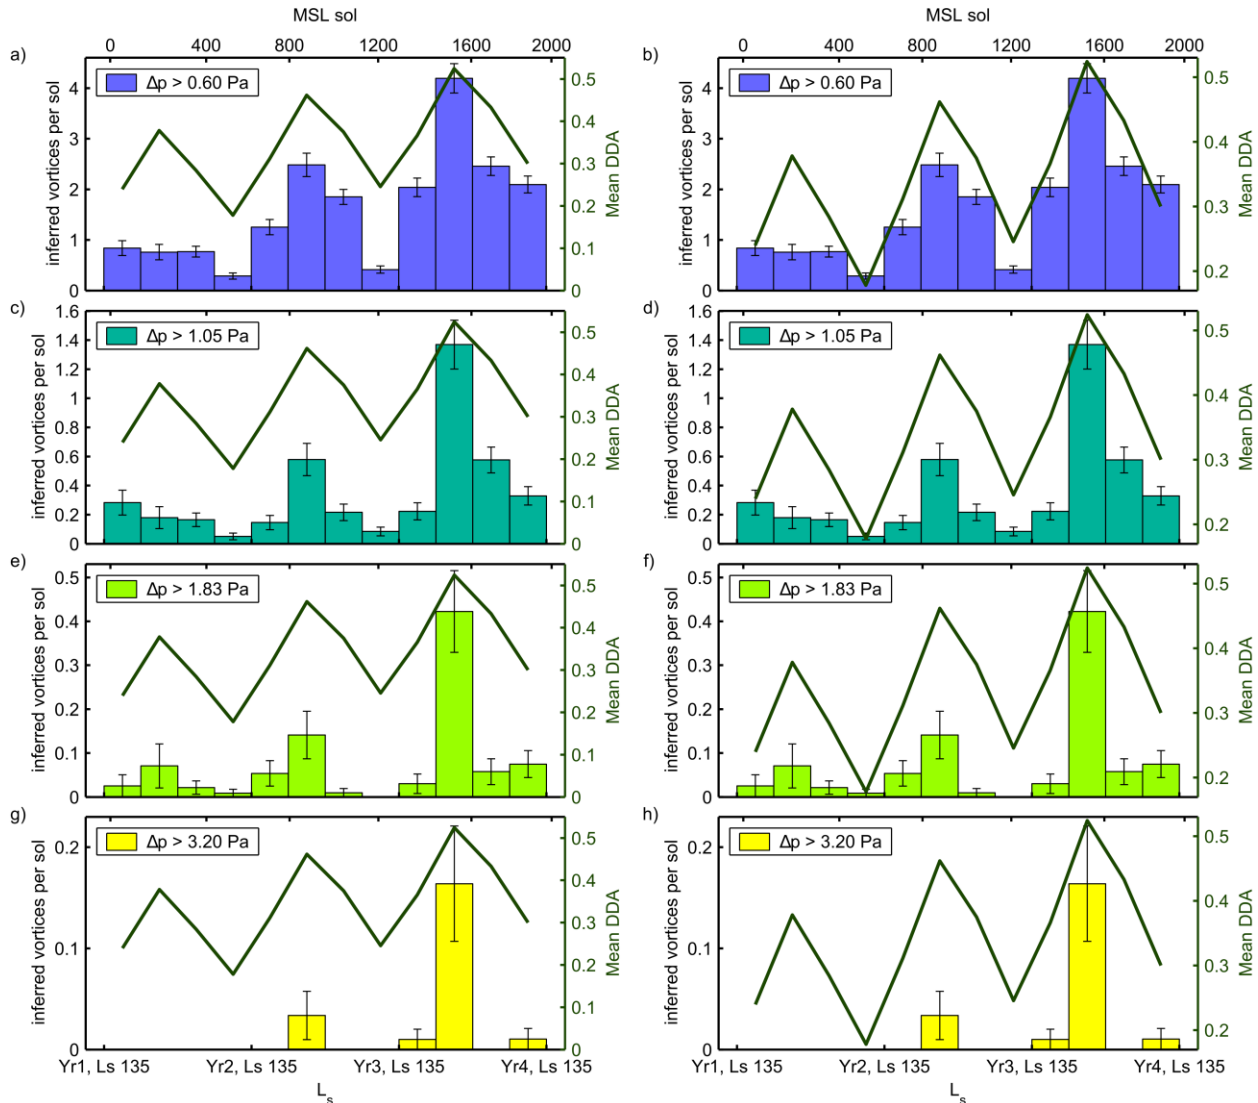 MSL sol
MSL sol
0 400 800 1200 1600 2000
0 400 800 1200 1600 2000
a)
Δp > 0.60 Pa
inferred vortices per sol
4
3
2
1
0
0.5
0.4
0.3
0.2
0.1
0
Mean DDA
b)
Δp > 0.60 Pa
inferred vortices per sol
4
3
2
1
0
0.5
0.4
0.3
0.2
Mean DDA
c)
Δp > 1.05 Pa
inferred vortices per sol
1.6
1.4
1.2
1
0.8
0.6
0.4
0.2
0
0.5
0.4
0.3
0.2
0.1
0
Mean DDA
d)
Δp > 1.05 Pa
inferred vortices per sol
1.6
1.4
1.2
1
0.8
0.6
0.4
0.2
0
0.5
0.4
0.3
0.2
Mean DDA
e)
Δp > 1.83 Pa
inferred vortices per sol
0.5
0.4
0.3
0.2
0.1
0
0.5
0.4
0.3
0.2
0.1
0
Mean DDA
f)
Δp > 1.83 Pa
inferred vortices per sol
0.5
0.4
0.3
0.2
0.1
0
0.5
0.4
0.3
0.2
Mean DDA
g)
Δp > 3.20 Pa
inferred vortices per sol
0.2
0.1
0
0.5
0.4
0.3
0.2
0.1
0
Mean DDA
Yr1, Ls 135 Yr2, Ls 135 Yr3, Ls 135 Yr4, Ls 135
Ls
h)
Δp > 3.20 Pa
inferred vortices per sol
0.2
0.1
0
0.5
0.4
0.3
0.2
Mean DDA
Yr1, Ls 135 Yr2, Ls 135 Yr3, Ls 135 Yr4, Ls 135
Ls